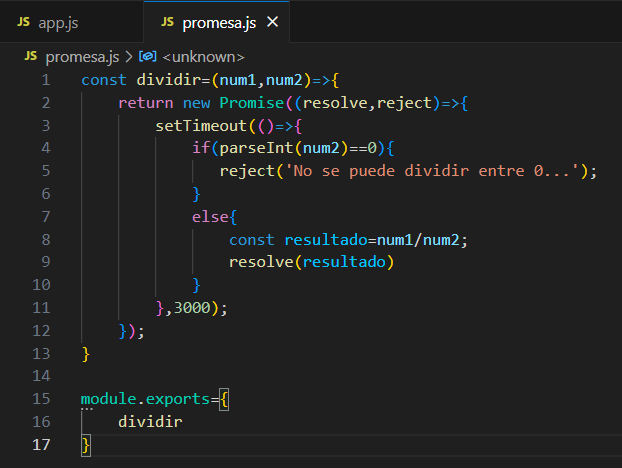 JS app.js JS promesa.js ×
JS promesa.js > <unknown>
1 const dividir=(num1,num2)=>{
2 return new Promise((resolve,reject)=>{
3 setTimeout(()=>{
4 if(parseInt(num2)==0){
5 reject('No se puede dividir entre 0...');
6 }
7 else{
8 const resultado=num1/num2;
9 resolve(resultado)
10 }
11 },3000);
12 });
13 }
14
15 module.exports={
16 dividir
17 }